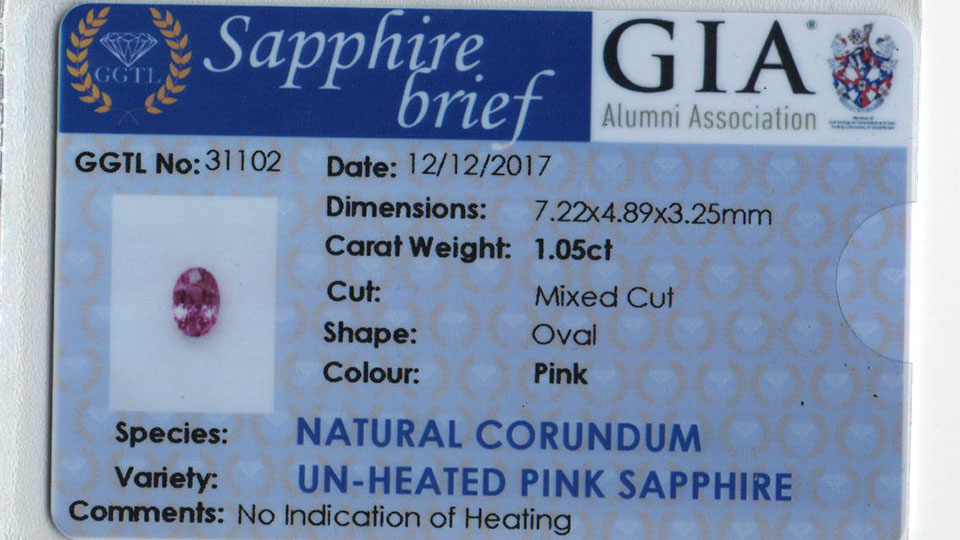 GGTL
Sapphire
brief
GIA®
Alumni Association
GGTL No: 31102
Date: 12/12/2017
Dimensions: 7.22x4.89x3.25mm
Carat Weight: 1.05ct
Cut: Mixed Cut
Shape: Oval
Colour: Pink
Species: NATURAL CORUNDUM
Variety: UN-HEATED PINK SAPPHIRE
Comments: No Indication of Heating